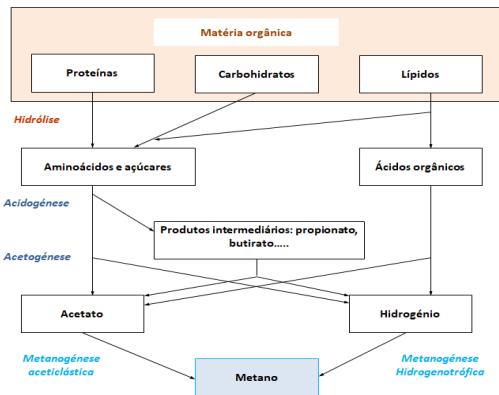 Matéria orgânica
Proteínas
Carbohidratos
Lípidos
Hidrólise
Aminoácidos e açúcares
Ácidos orgânicos
Acidogénese
Produtos intermediários: propionato,
butirato.....
Acetogénese
Acetato
Hidrogénio
Metanogénese
aceticlástica
Metano
Metanogénese
Hidrogenotrófica